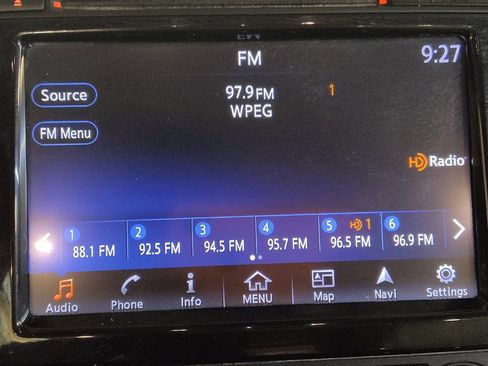 FM
9:27
Source
97.9 FM
1
WPEG
FM Menu
HD Radio
1 2 3 4 5 HD 1 6
88.1 FM 92.5 FM 94.5 FM 95.7 FM 96.5 FM 96.9 FM
Audio Phone Info MENU Map Navi Settings